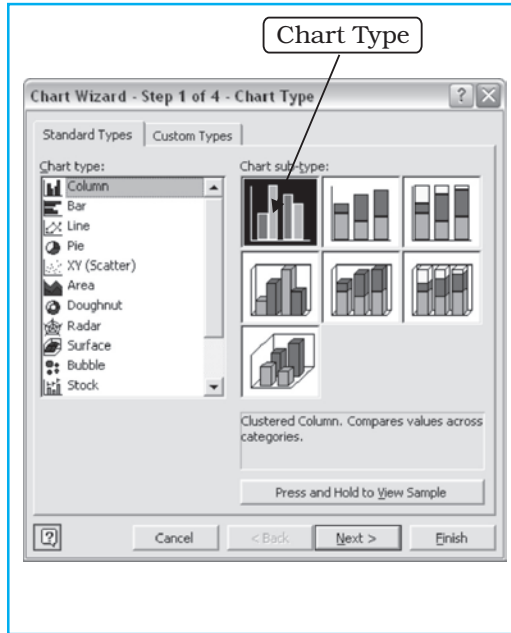 Chart Type
Chart Wizard - Step 1 of 4 - Chart Type
Standard Types Custom Types
Chart type:
Column
Bar
Line
Pie
XY (Scatter)
Area
Doughnut
Radar
Surface
Bubble
Stock
Chart sub-type:
Clustered Column. Compares values across
categories.
Press and Hold to View Sample
Cancel < Back Next > Finish